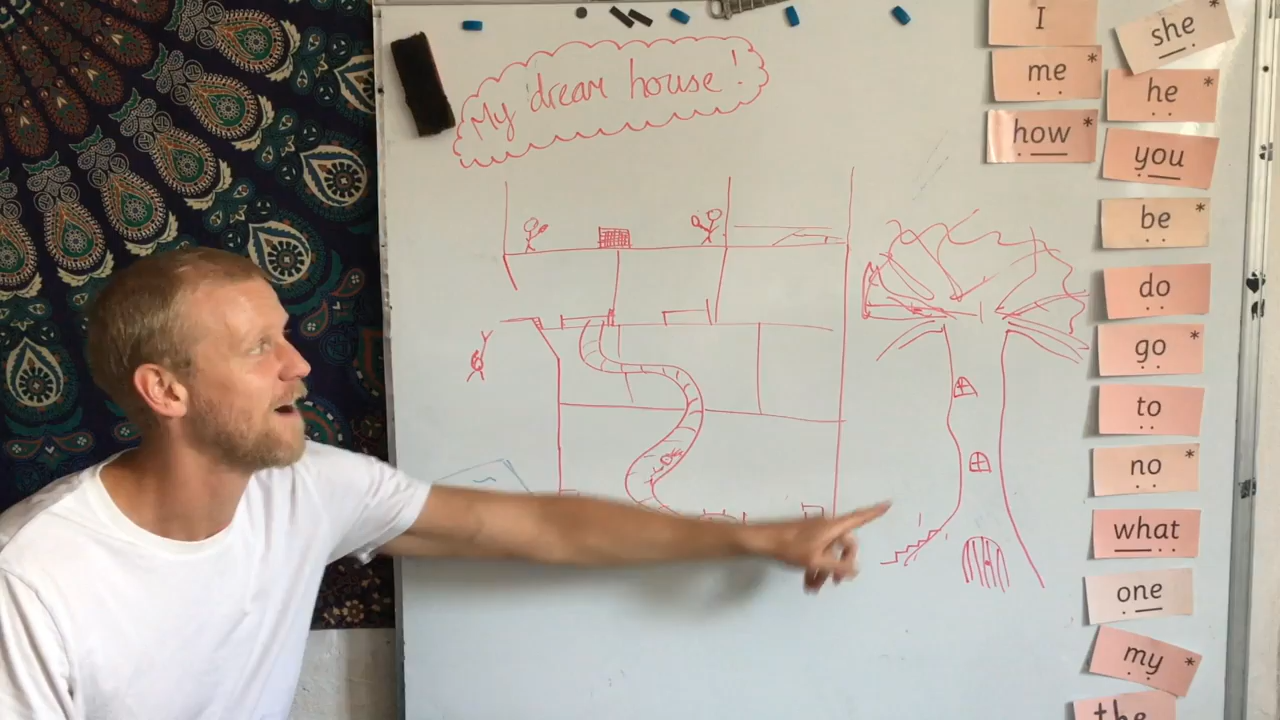 My dream house!
I
me*
how*
she*
he*
you
be*
do
go*
to
no*
what
one
my*
the